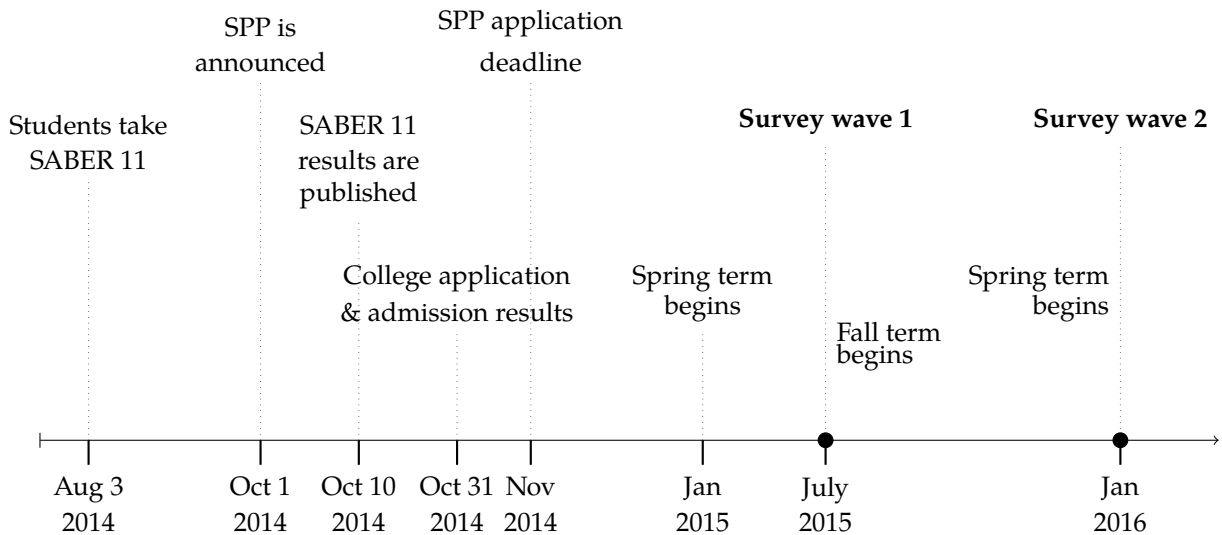 SPP is
announced
SPP application
deadline
Students take
SABER 11
SABER 11
results are
published
Survey wave 1
Survey wave 2
College application
& admission results
Spring term
begins
Fall term
begins
Spring term
begins
Aug 3
2014
Oct 1
2014
Oct 10
2014
Oct 31
2014
Nov
2014
Jan
2015
July
2015
Jan
2016